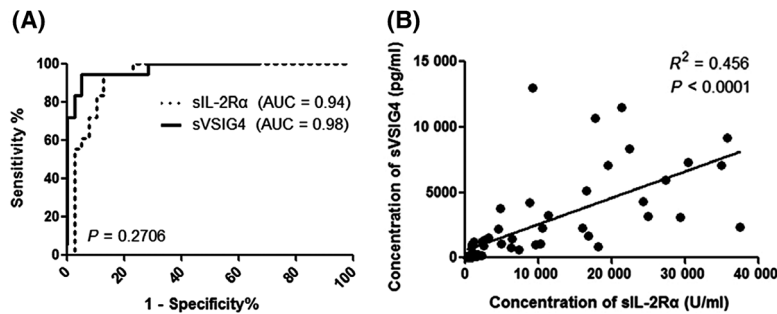 (A)
100
80
60
40
20
0
Sensitivity %
sIL-2Rα (AUC = 0.94)
sVSIG4 (AUC = 0.98)
P = 0.2706
0 20 40 60 80 100
1 - Specificity%
(B)
15 000
10 000
5000
0
Concentration of sVSIG4 (pg/ml)
R² = 0.456
P < 0.0001
0 10 000 20 000 30 000 40 000
Concentration of sIL-2Rα (U/ml)